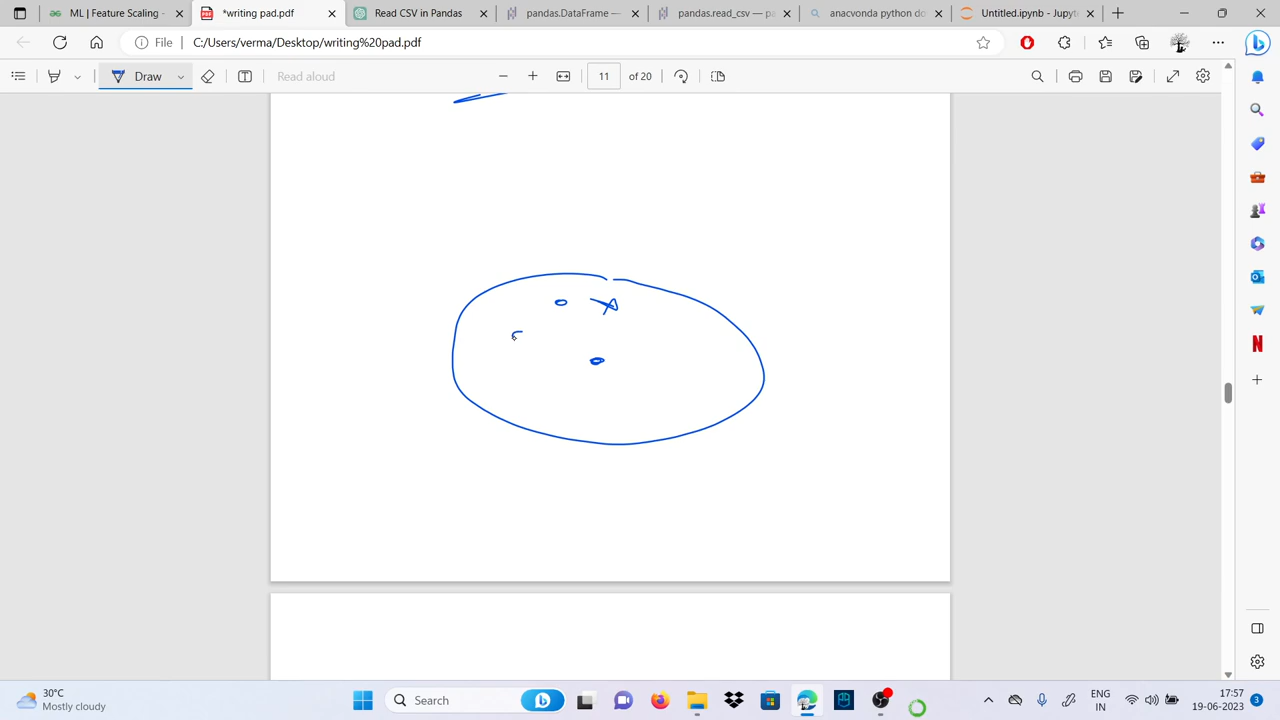 ML | Feature Scaling - *writing pad.pdf Read CSV in Pandas pandas.DataFrame — pandas.read_csv — pa anacvonda python do Untitled.ipynb - Jupyt
File C:/Users/verma/Desktop/writing%20pad.pdf
Draw Read aloud 11 of 20
30°C
Mostly cloudy
Search
ENG
IN
17:57
19-06-2023
3